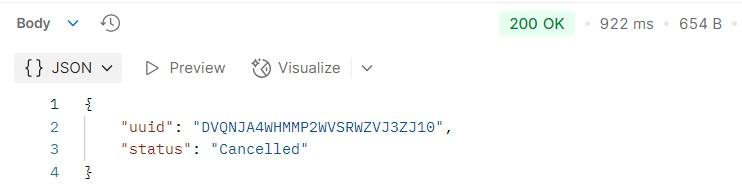 Body 200 OK • 922 ms • 654 B •
{} JSON Preview Visualize
1 {
2 "uuid": "DVQNJA4WHMMP2WVSRWZVJ3ZJ10",
3 "status": "Cancelled"
4 }